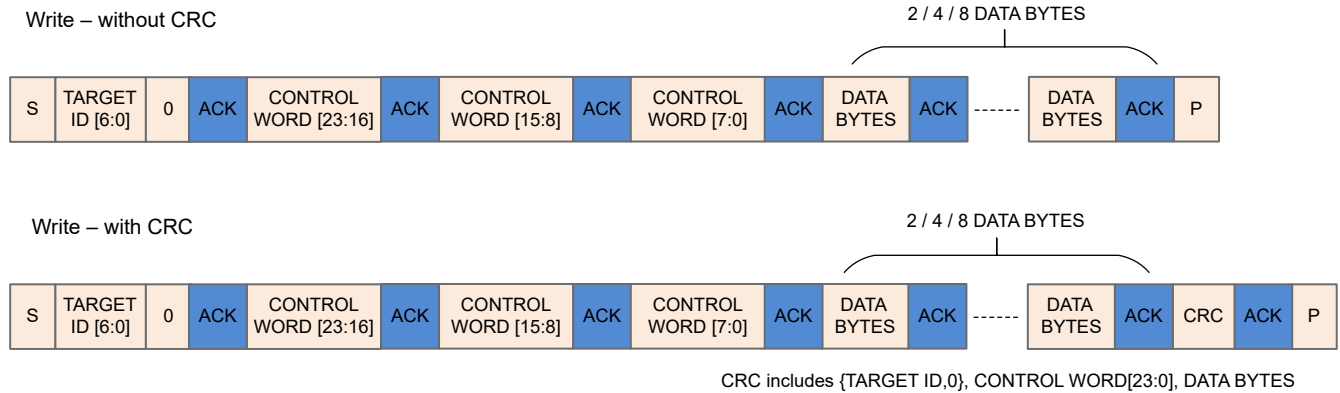 Write – without CRC
2 / 4 / 8 DATA BYTES
S TARGET ID [6:0] 0 ACK CONTROL WORD [23:16] ACK CONTROL WORD [15:8] ACK CONTROL WORD [7:0] ACK DATA BYTES ACK ------ DATA BYTES ACK P
Write – with CRC
2 / 4 / 8 DATA BYTES
S TARGET ID [6:0] 0 ACK CONTROL WORD [23:16] ACK CONTROL WORD [15:8] ACK CONTROL WORD [7:0] ACK DATA BYTES ACK ------ DATA BYTES ACK CRC ACK P
CRC includes {TARGET ID,0}, CONTROL WORD[23:0], DATA BYTES